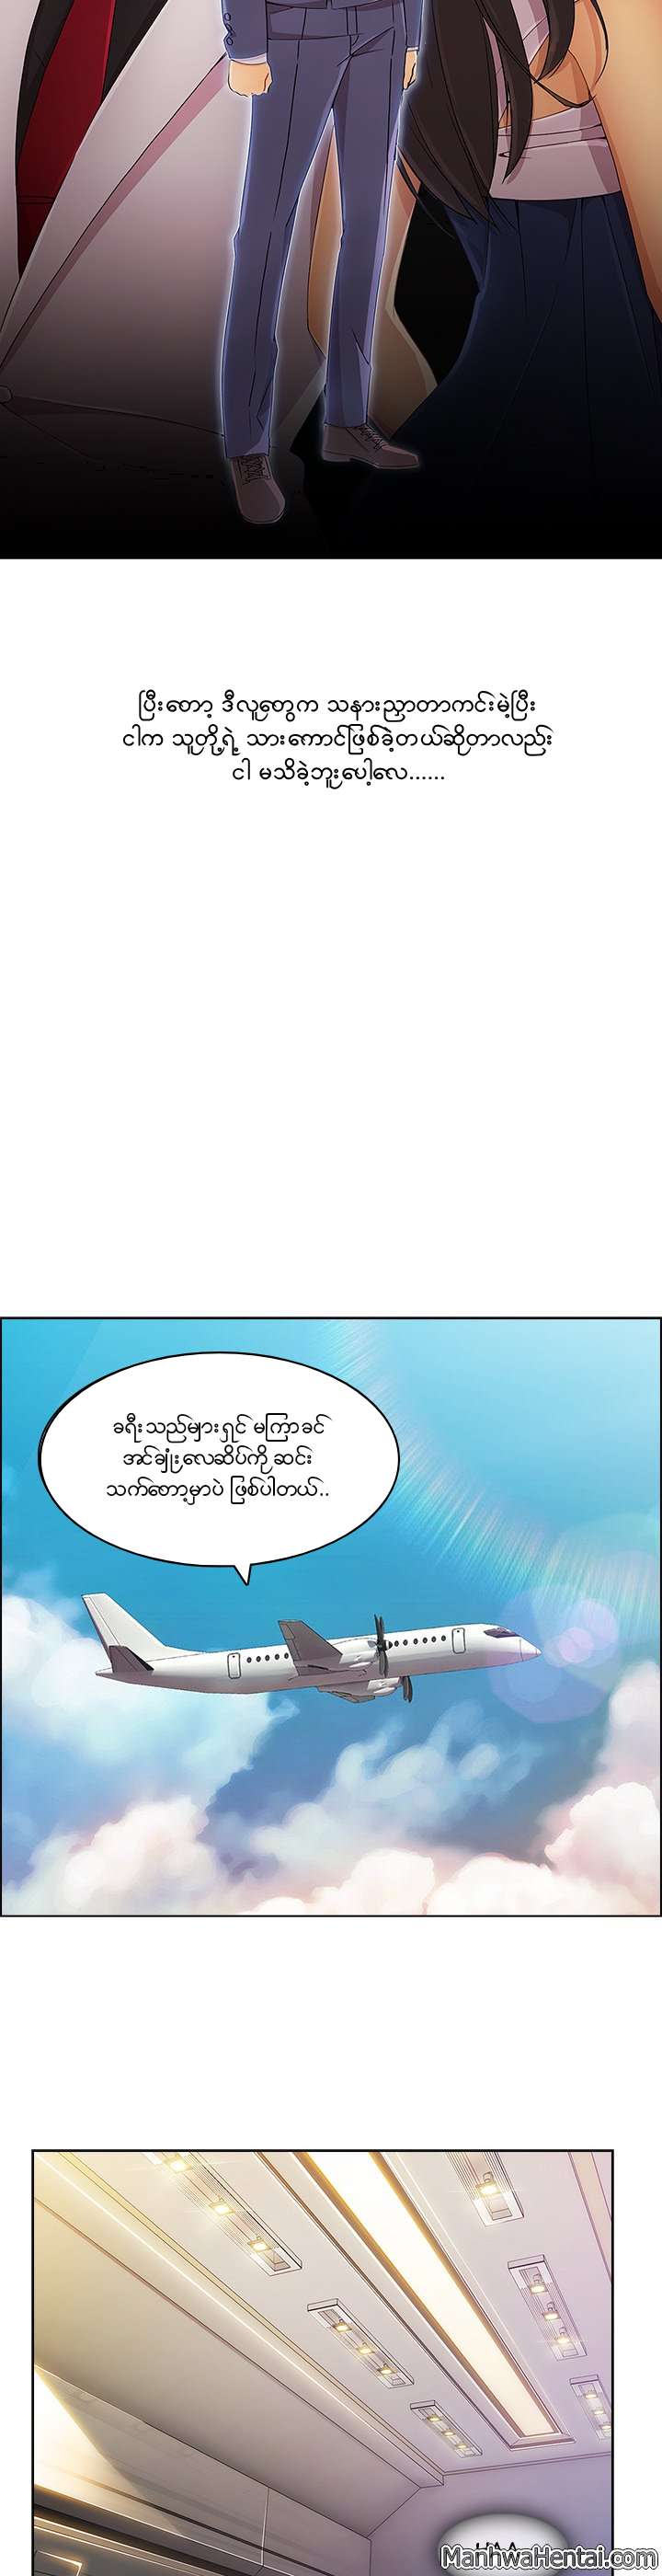 ပြီးတော့ ဒီလူတွေက သနားညှာတာကင်းမဲ့ပြီး
ငါက သူတို့ရဲ့ သားကောင်ဖြစ်ခဲ့တယ်ဆိုတာလည်း
ငါ မသိခဲ့ဘူးပေါ့လေ......
ခရီးသည်များရှင် မကြာခင်
အင်ချုံးလေဆိပ်ကို ဆင်း
သက်တော့မှာပဲ ဖြစ်ပါတယ်..
ManhwaHentai.com
ManhwaHentai.com